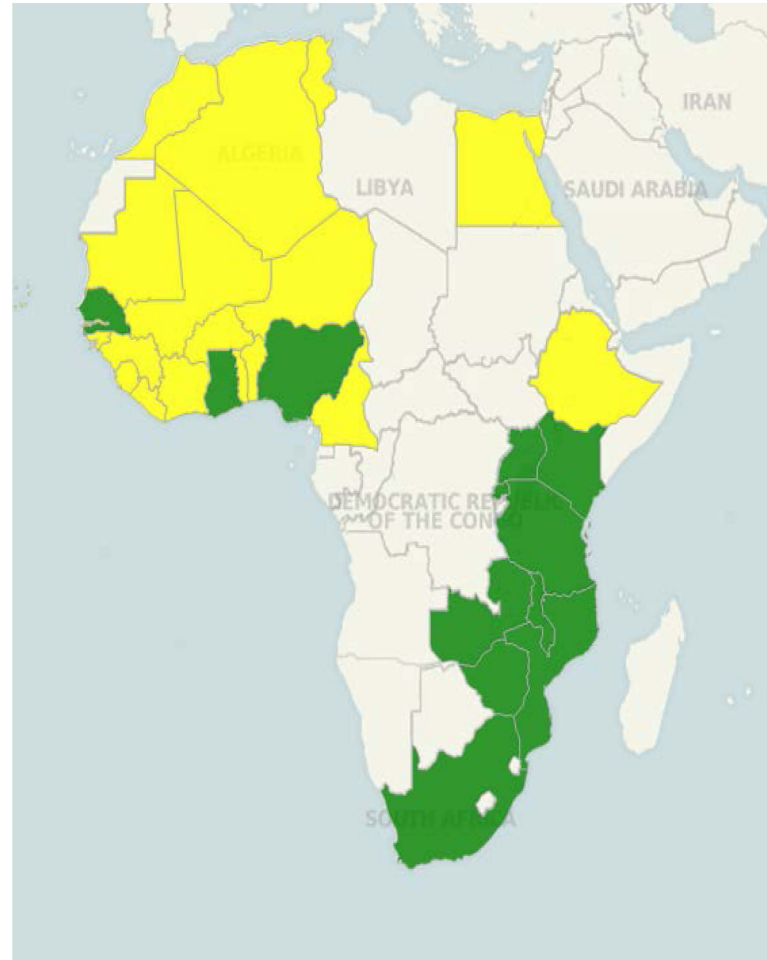 IRAN
ALGERIA
LIBYA
SAUDI ARABIA
DEMOCRATIC REPUBLIC
OF THE CONGO
SOUTH AFRICA